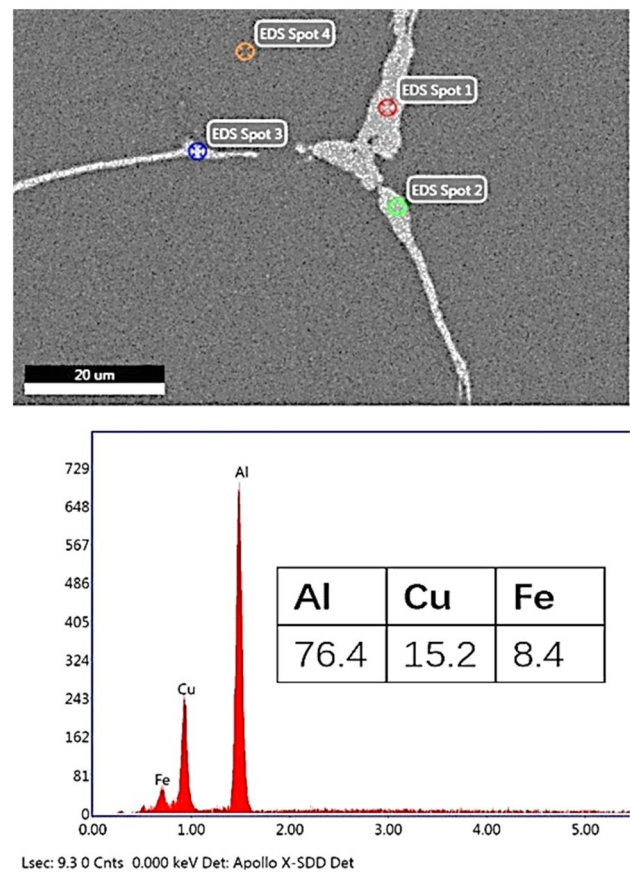 EDS Spot 4
EDS Spot 1
EDS Spot 3
EDS Spot 2
20 um
729
Al
648
567
Al Cu Fe
486
76.4 15.2 8.4
405
324
243
Cu
162
81
Fe
0
0.00 1.00 2.00 3.00 4.00 5.00
Lsec: 9.3 0 Cnts 0.000 keV Det: Apollo X-SDD Det